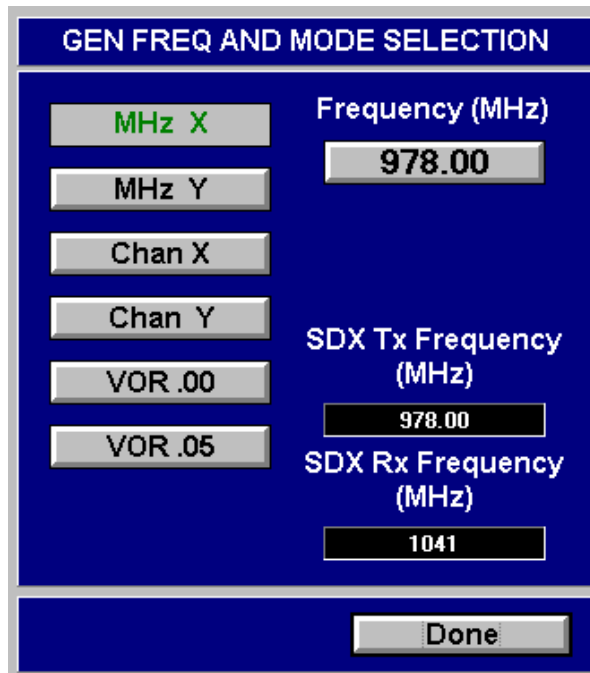 GEN FREQ AND MODE SELECTION
MHz X
MHz Y
Chan X
Chan Y
VOR .00
VOR .05
Frequency (MHz)
978.00
SDX Tx Frequency
(MHz)
978.00
SDX Rx Frequency
(MHz)
1041
Done